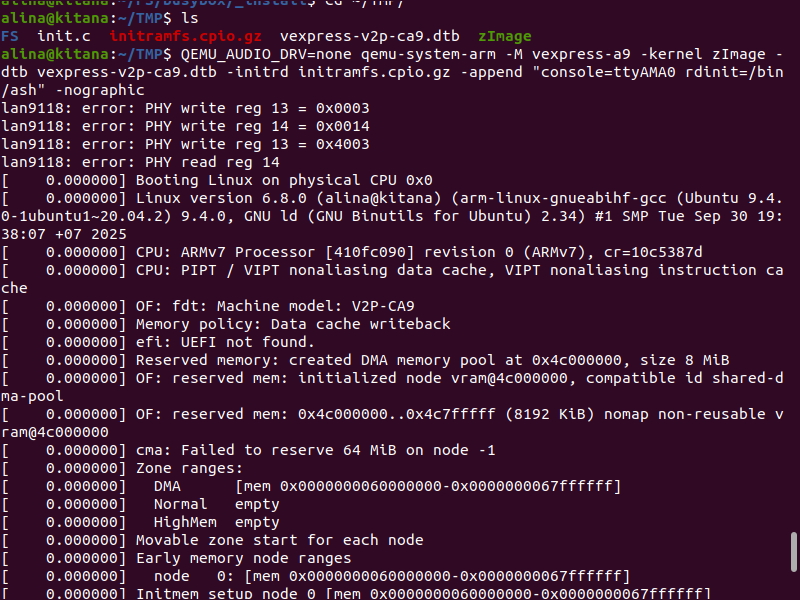 alina@kitana:~/FS/busybox/_install$ cd ~/TMP/
alina@kitana:~/TMP$ ls
FS  init.c  initramfs.cpio.gz  vexpress-v2p-ca9.dtb  zImage
alina@kitana:~/TMP$ QEMU_AUDIO_DRV=none qemu-system-arm -M vexpress-a9 -kernel zImage -
dtb vexpress-v2p-ca9.dtb -initrd initramfs.cpio.gz -append "console=ttyAMA0 rdinit=/bin
/ash" -nographic
lan9118: error: PHY write reg 13 = 0x0003
lan9118: error: PHY write reg 14 = 0x0014
lan9118: error: PHY write reg 13 = 0x4003
lan9118: error: PHY read reg 14
[    0.000000] Booting Linux on physical CPU 0x0
[    0.000000] Linux version 6.8.0 (alina@kitana) (arm-linux-gnueabihf-gcc (Ubuntu 9.4.
0-1ubuntu1~20.04.2) 9.4.0, GNU ld (GNU Binutils for Ubuntu) 2.34) #1 SMP Tue Sep 30 19:
38:07 +07 2025
[    0.000000] CPU: ARMv7 Processor [410fc090] revision 0 (ARMv7), cr=10c5387d
[    0.000000] CPU: PIPT / VIPT nonaliasing data cache, VIPT nonaliasing instruction ca
che
[    0.000000] OF: fdt: Machine model: V2P-CA9
[    0.000000] Memory policy: Data cache writeback
[    0.000000] efi: UEFI not found.
[    0.000000] Reserved memory: created DMA memory pool at 0x4c000000, size 8 MiB
[    0.000000] OF: reserved mem: initialized node vram@4c000000, compatible id shared-d
ma-pool
[    0.000000] OF: reserved mem: 0x4c000000..0x4c7fffff (8192 KiB) nomap non-reusable v
ram@4c000000
[    0.000000] cma: Failed to reserve 64 MiB on node -1
[    0.000000] Zone ranges:
[    0.000000]   DMA      [mem 0x0000000060000000-0x0000000067ffffff]
[    0.000000]   Normal   empty
[    0.000000]   HighMem  empty
[    0.000000] Movable zone start for each node
[    0.000000] Early memory node ranges
[    0.000000]   node   0: [mem 0x0000000060000000-0x0000000067ffffff]
[    0.000000] Initmem setup node 0 [mem 0x0000000060000000-0x0000000067ffffff]